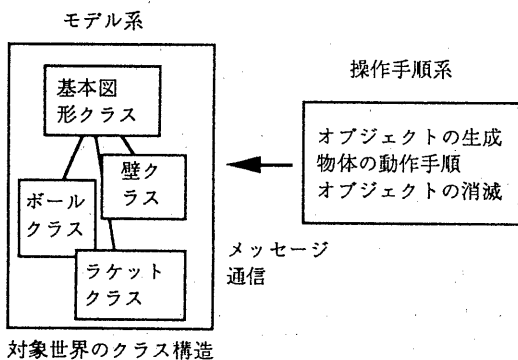 モデル系
基本図
形クラス
壁ク
ラス
ボール
クラス
ラケット
クラス
対象世界のクラス構造
メッセージ
通信
操作手順系
オブジェクトの生成
物体の動作手順
オブジェクトの消滅